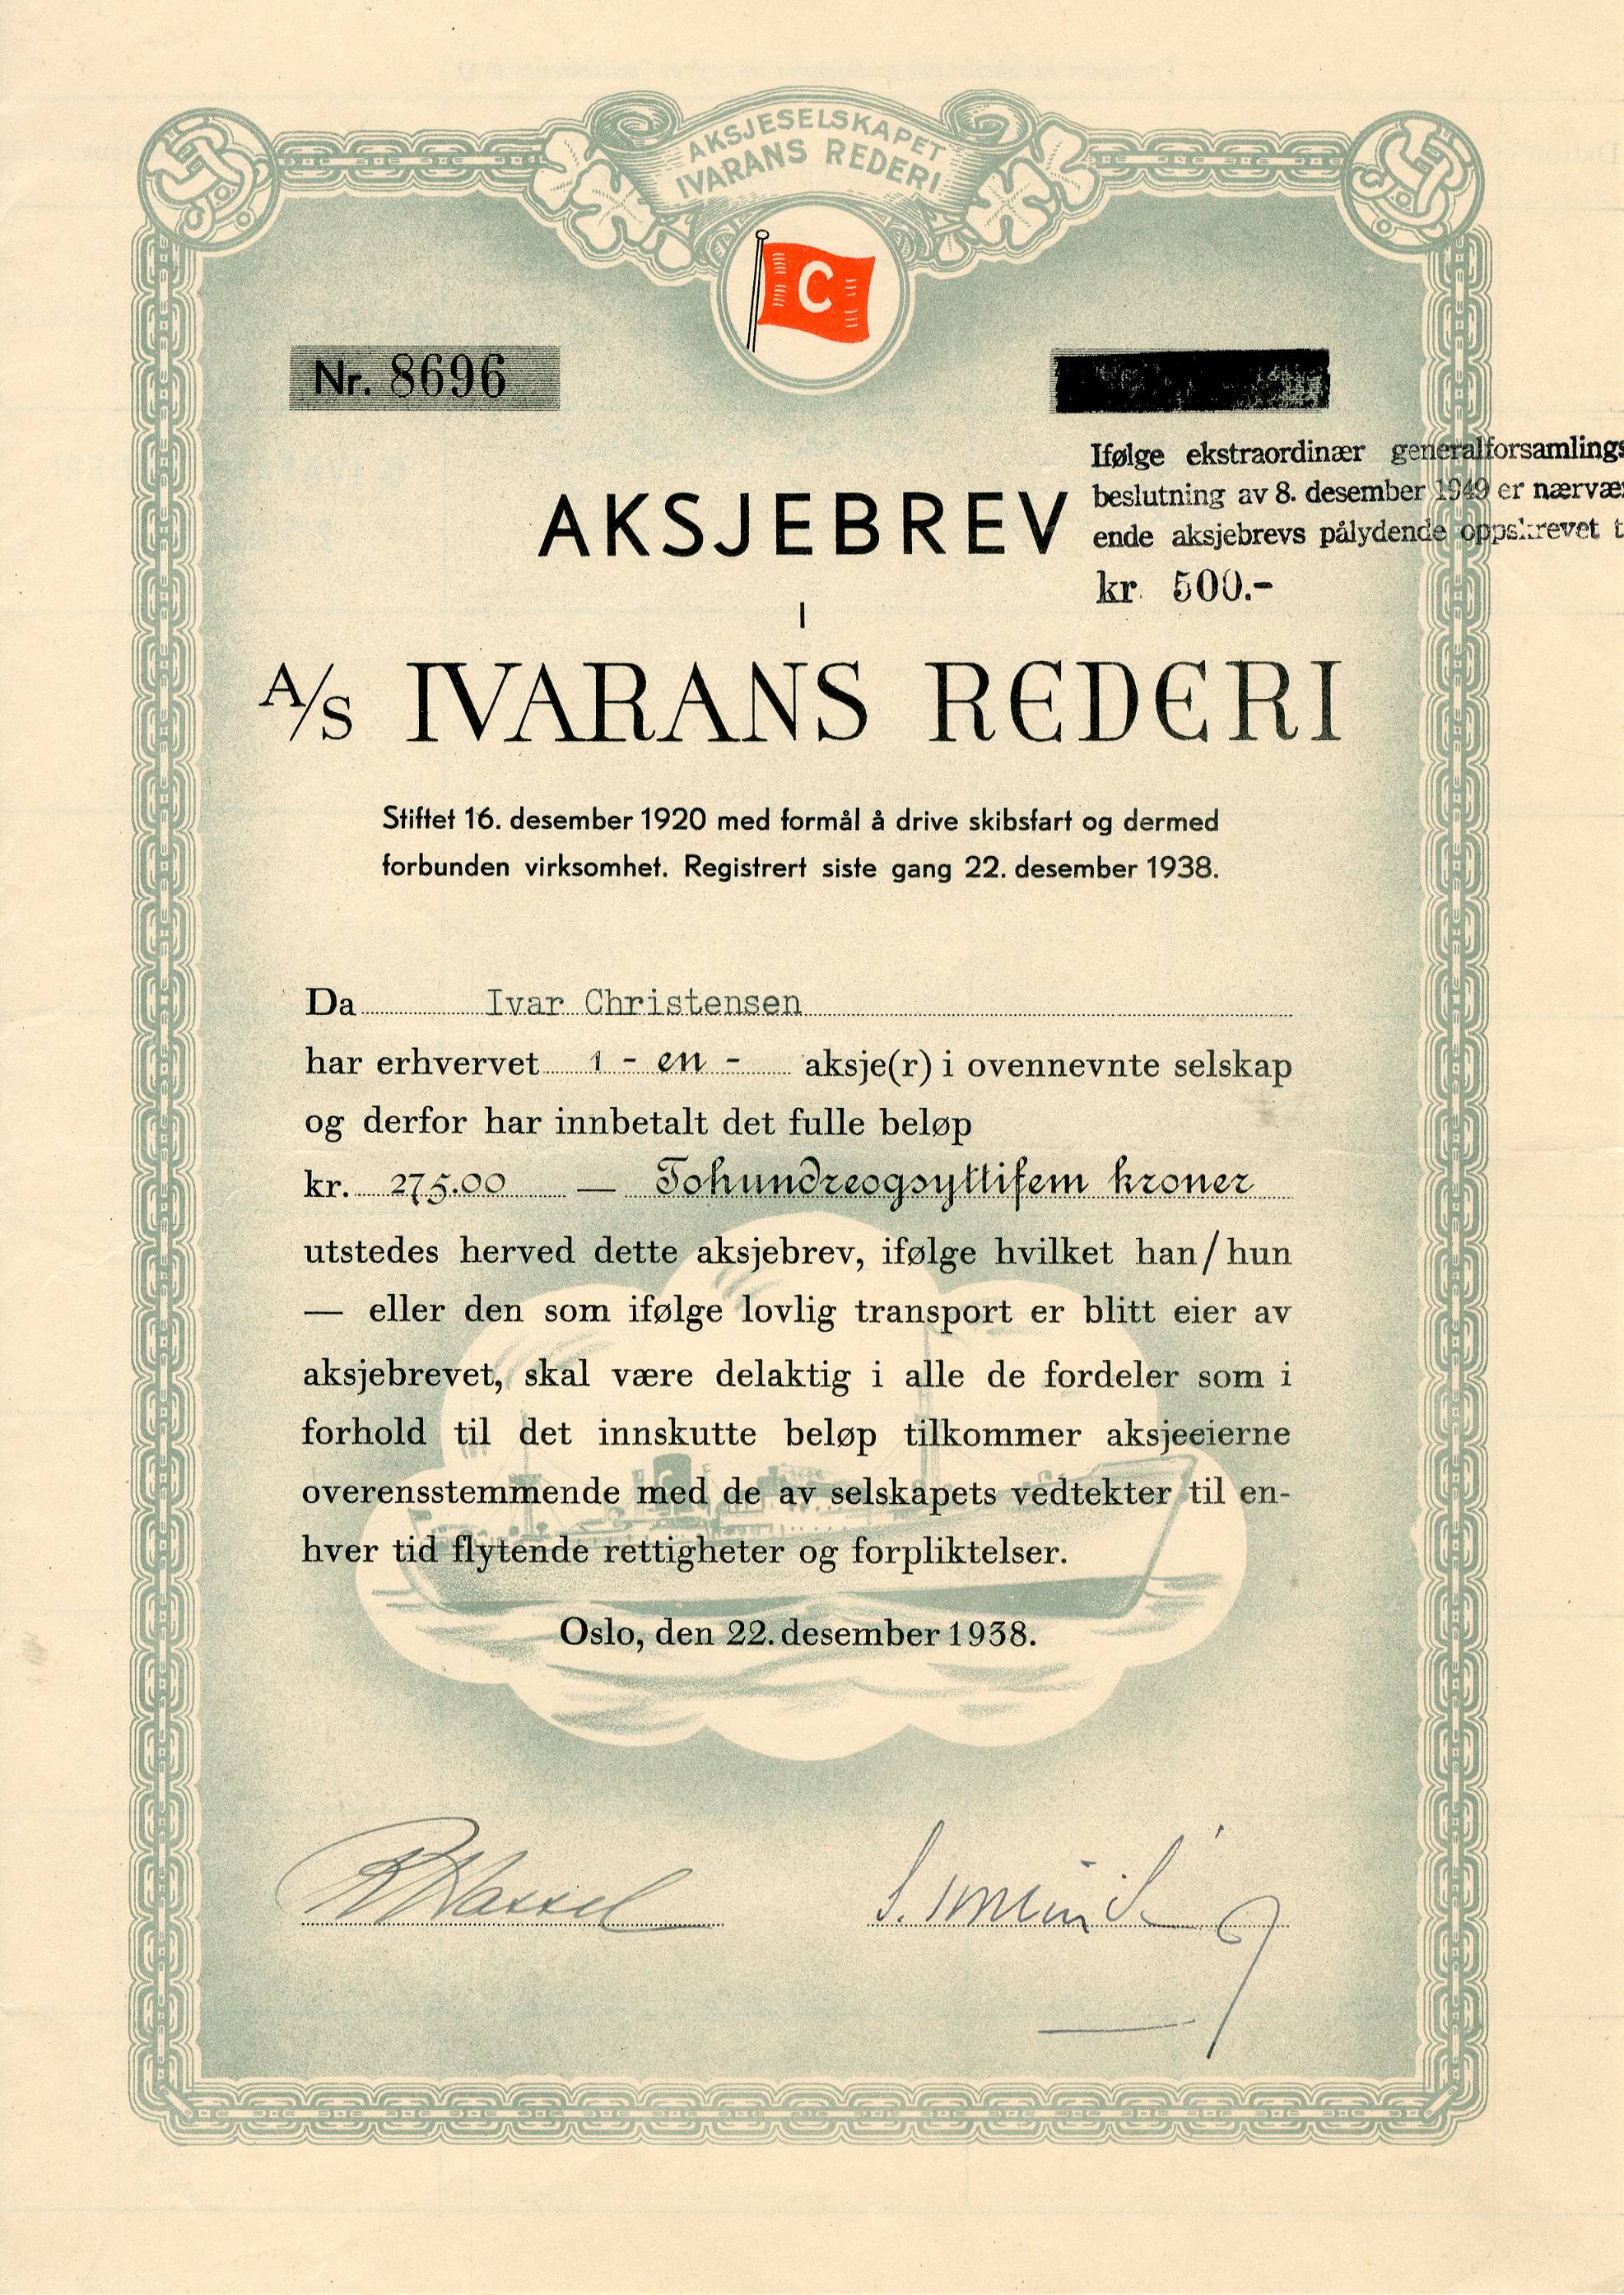 AKSJESELSKAPET
IVARANS REDERI
C
Nr. 8696
Ifølge ekstraordinær generalforsamlings
beslutning av 8. desember 1949 er nærvær
ende aksjebrevs pålydende oppskrevet t
kr. 500.-
AKSJEBREV
I
A/S IVARANS REDERI
Stiftet 16. desember 1920 med formål å drive skibsfart og dermed
forbunden virksomhet. Registrert siste gang 22. desember 1938.
Da Ivar Christensen
har erhvervet 1 - en - aksje(r) i ovennevnte selskap
og derfor har innbetalt det fulle beløp
kr. 275.00 — Tohundreogsyttifem kroner
utstedes herved dette aksjebrev, ifølge hvilket han/hun
— eller den som ifølge lovlig transport er blitt eier av
aksjebrevet, skal være delaktig i alle de fordeler som i
forhold til det innskutte beløp tilkommer aksjeeierne
overensstemmende med de av selskapets vedtekter til en-
hver tid flytende rettigheter og forpliktelser.
Oslo, den 22. desember 1938.